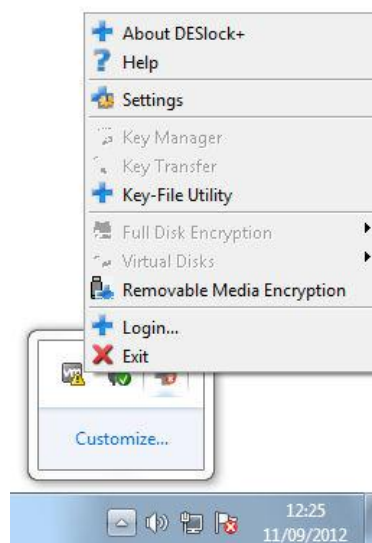 About DESlock+
Help
Settings
Key Manager
Key Transfer
Key-File Utility
Full Disk Encryption
Virtual Disks
Removable Media Encryption
Login...
Exit
Customize...
12:25
11/09/2012